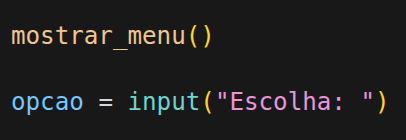 mostrar_menu()
opcao = input("Escolha: ")